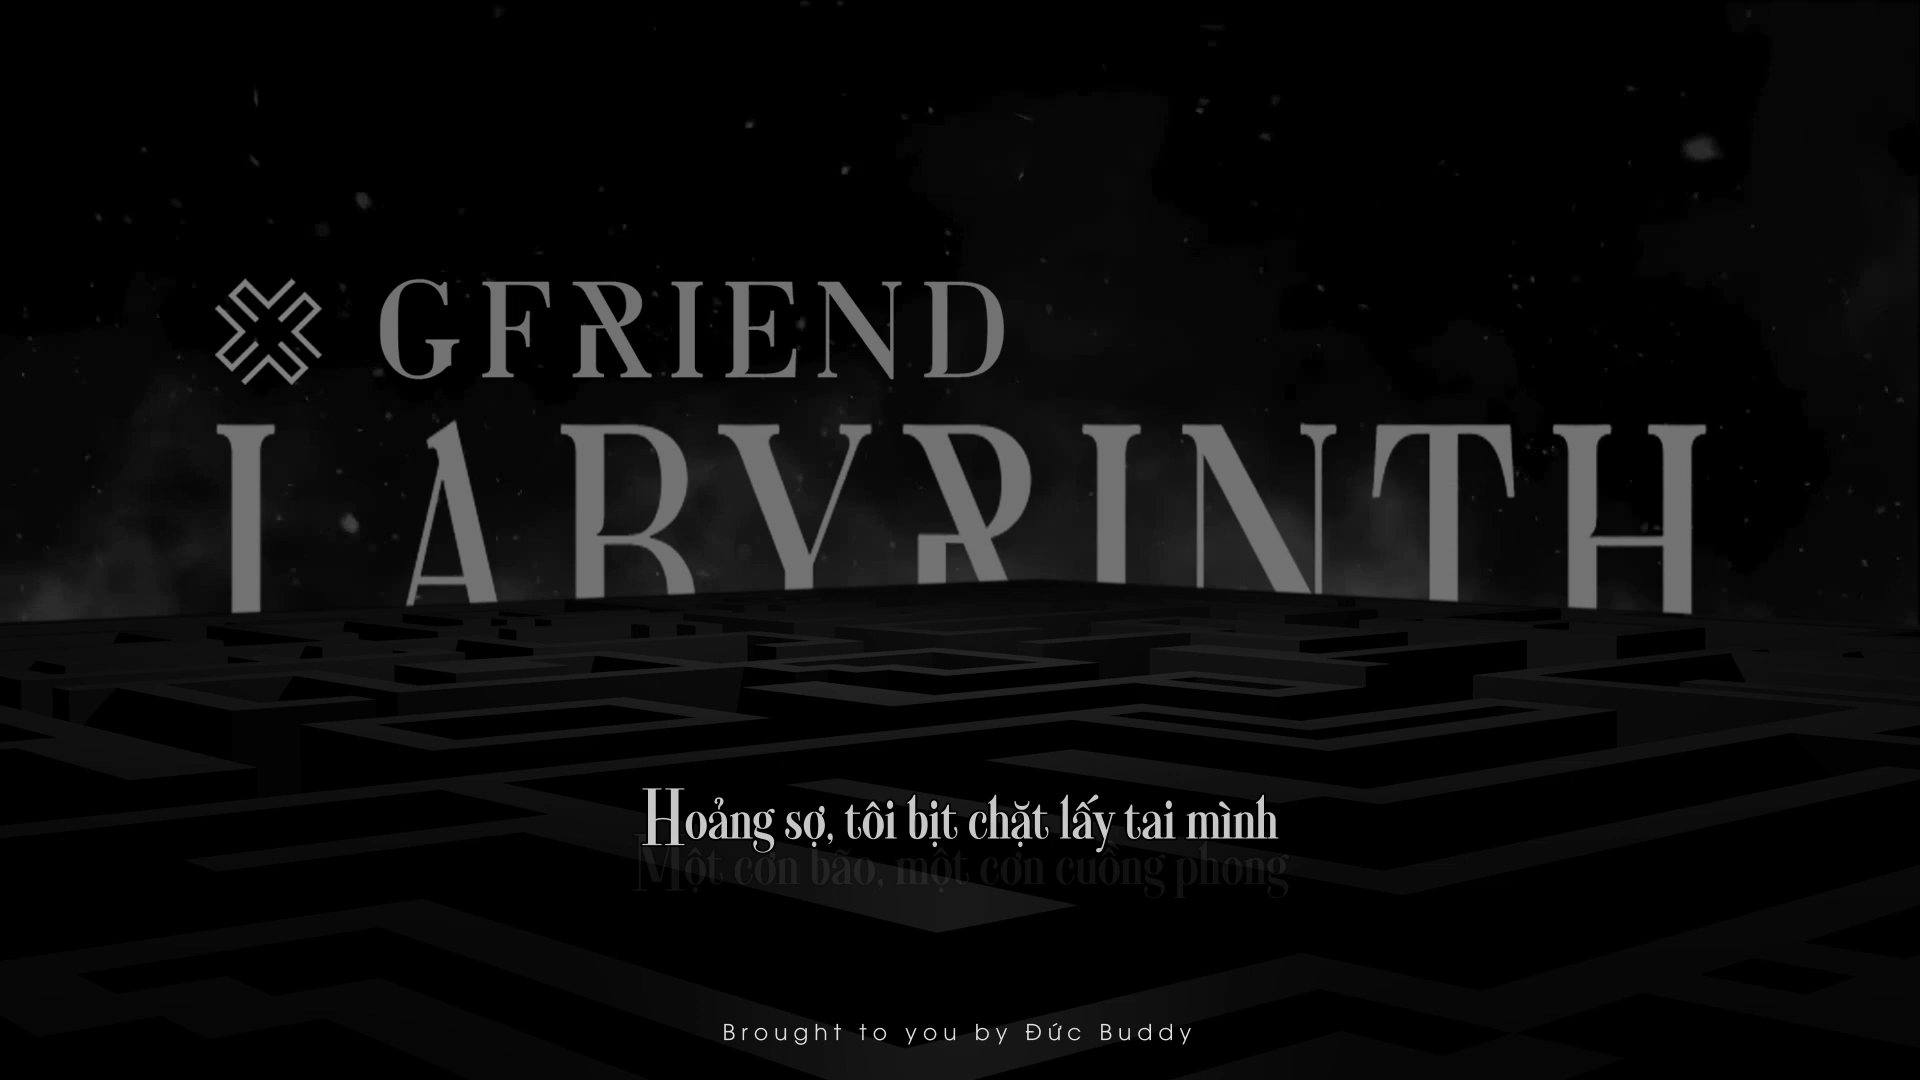 GFRIEND
LABYRINTH
Hoảng sợ, tôi bịt chặt lấy tai mình
Một cơn bão, một cơn cuồng phong
Brought to you by Đức Buddy